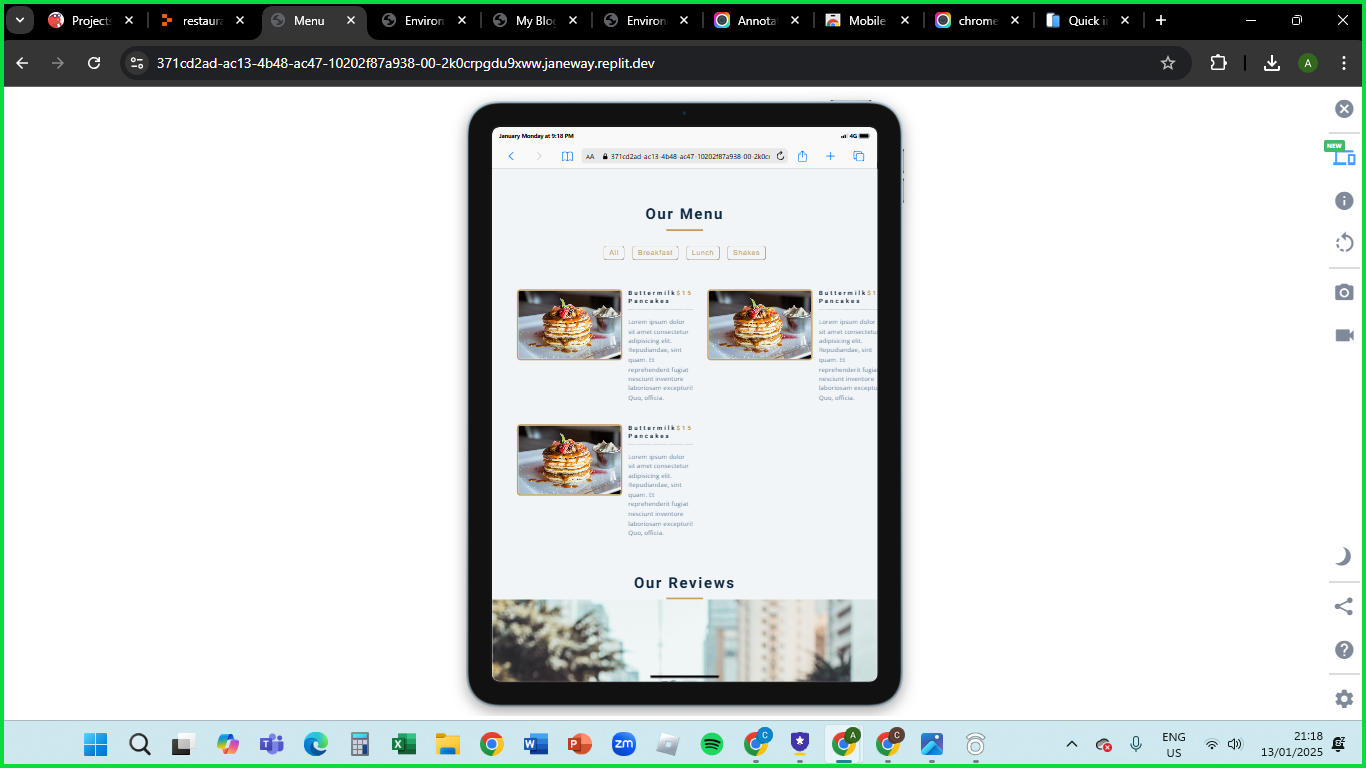 Projects
restaura
Menu
Environ
My Blog
Environ
Annotat
Mobile
chrome
Quick i
371cd2ad-ac13-4b48-ac47-10202f87a938-00-2k0crpgdu9xww.janeway.replit.dev
A
NEW
January Monday at 9:18 PM
4G
AA
371cd2ad-ac13-4b48-ac47-10202f87a938-00-2k0c
Our Menu
All
Breakfast
Lunch
Shakes
Buttermilk $15
Pancakes
Lorem ipsum dolor
sit amet consectetur
adipisicing elit.
Repudiandae, sint
quam. Et
reprehenderit fugiat
nesciunt inventore
laboriosam excepturi!
Quo, officia.
Buttermilk $1
Pancakes
Lorem ipsum dolor
sit amet consectetu
adipisicing elit.
Repudiandae, sint
quam. Et
reprehenderit fugia
nesciunt inventore
laboriosam exceptu
Quo, officia.
Buttermilk $15
Pancakes
Lorem ipsum dolor
sit amet consectetur
adipisicing elit.
Repudiandae, sint
quam. Et
reprehenderit fugiat
nesciunt inventore
laboriosam excepturi!
Quo, officia.
Our Reviews
zm
C
A
C
ENG
US
21:18
13/01/2025